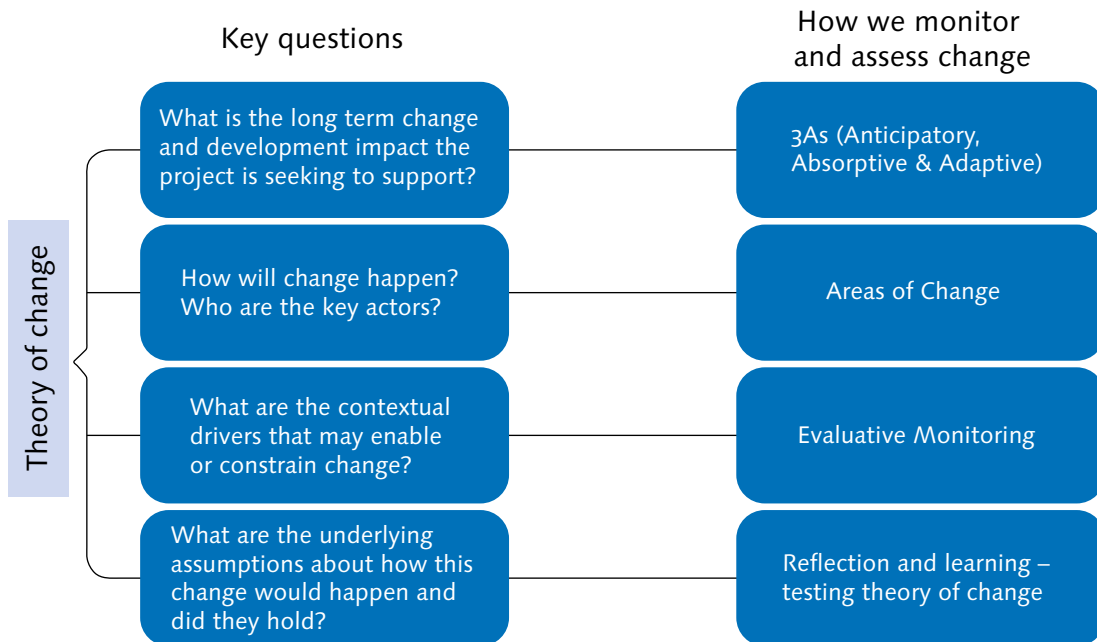 Key questions
How we monitor
and assess change
Theory of change
What is the long term change
and development impact the
project is seeking to support?
3As (Anticipatory,
Absorptive & Adaptive)
How will change happen?
Who are the key actors?
Areas of Change
What are the contextual
drivers that may enable
or constrain change?
Evaluative Monitoring
What are the underlying
assumptions about how this
change would happen and
did they hold?
Reflection and learning –
testing theory of change